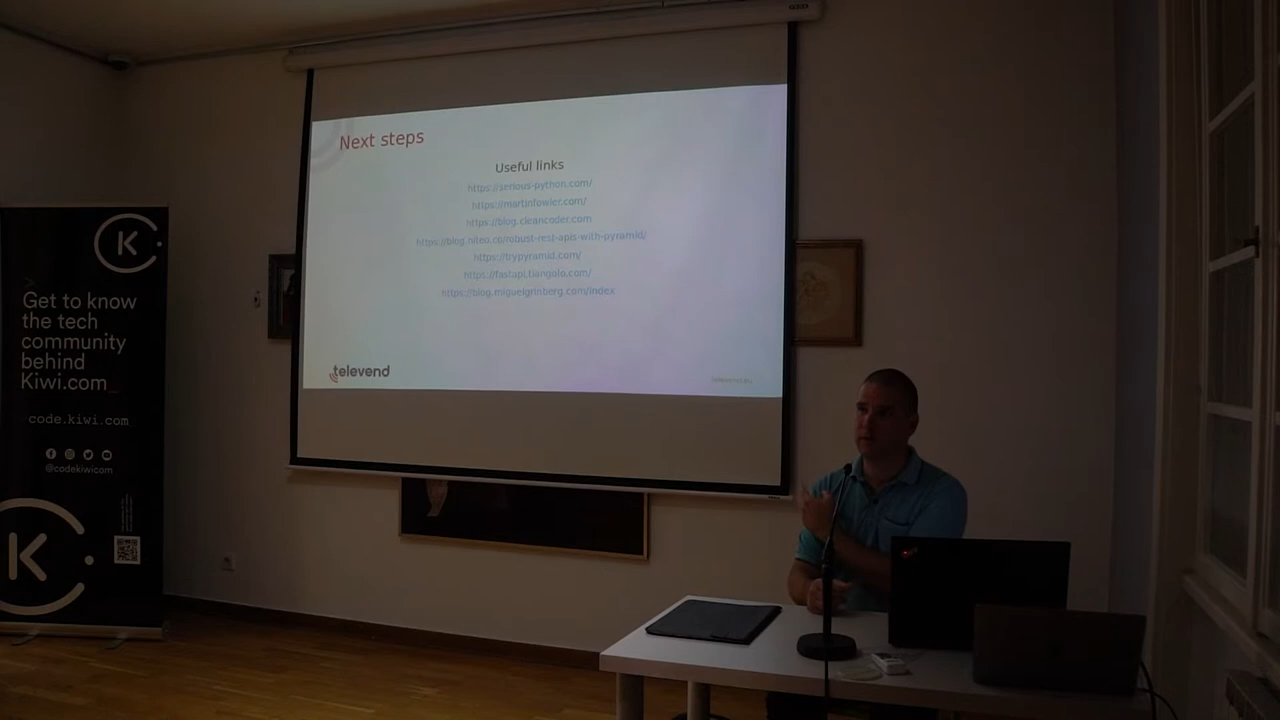 Next steps
Useful links
https://serious-python.com/
https://martinfowler.com/
https://blog.cleancoder.com
https://blog.niteo.co/robust-rest-apis-with-pyramid/
https://trypyramid.com/
https://fastapi.tiangolo.com/
https://blog.miguelgrinberg.com/index
televend
K
Get to know
the tech
community
behind
Kiwi.com_
code.kiwi.com
@codekiwicom
K